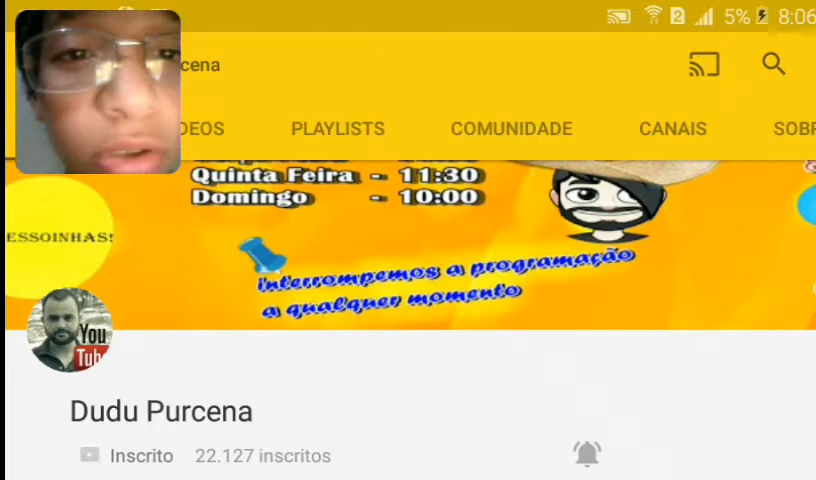 5% 8:06
cena
DEOS PLAYLISTS COMUNIDADE CANAIS SOBR
Quinta Feira - 11:30
Domingo - 10:00
ESSOINHAS!
interrompemos a programação
a qualquer momento
You
Tube
Dudu Purcena
Inscrito 22.127 inscritos